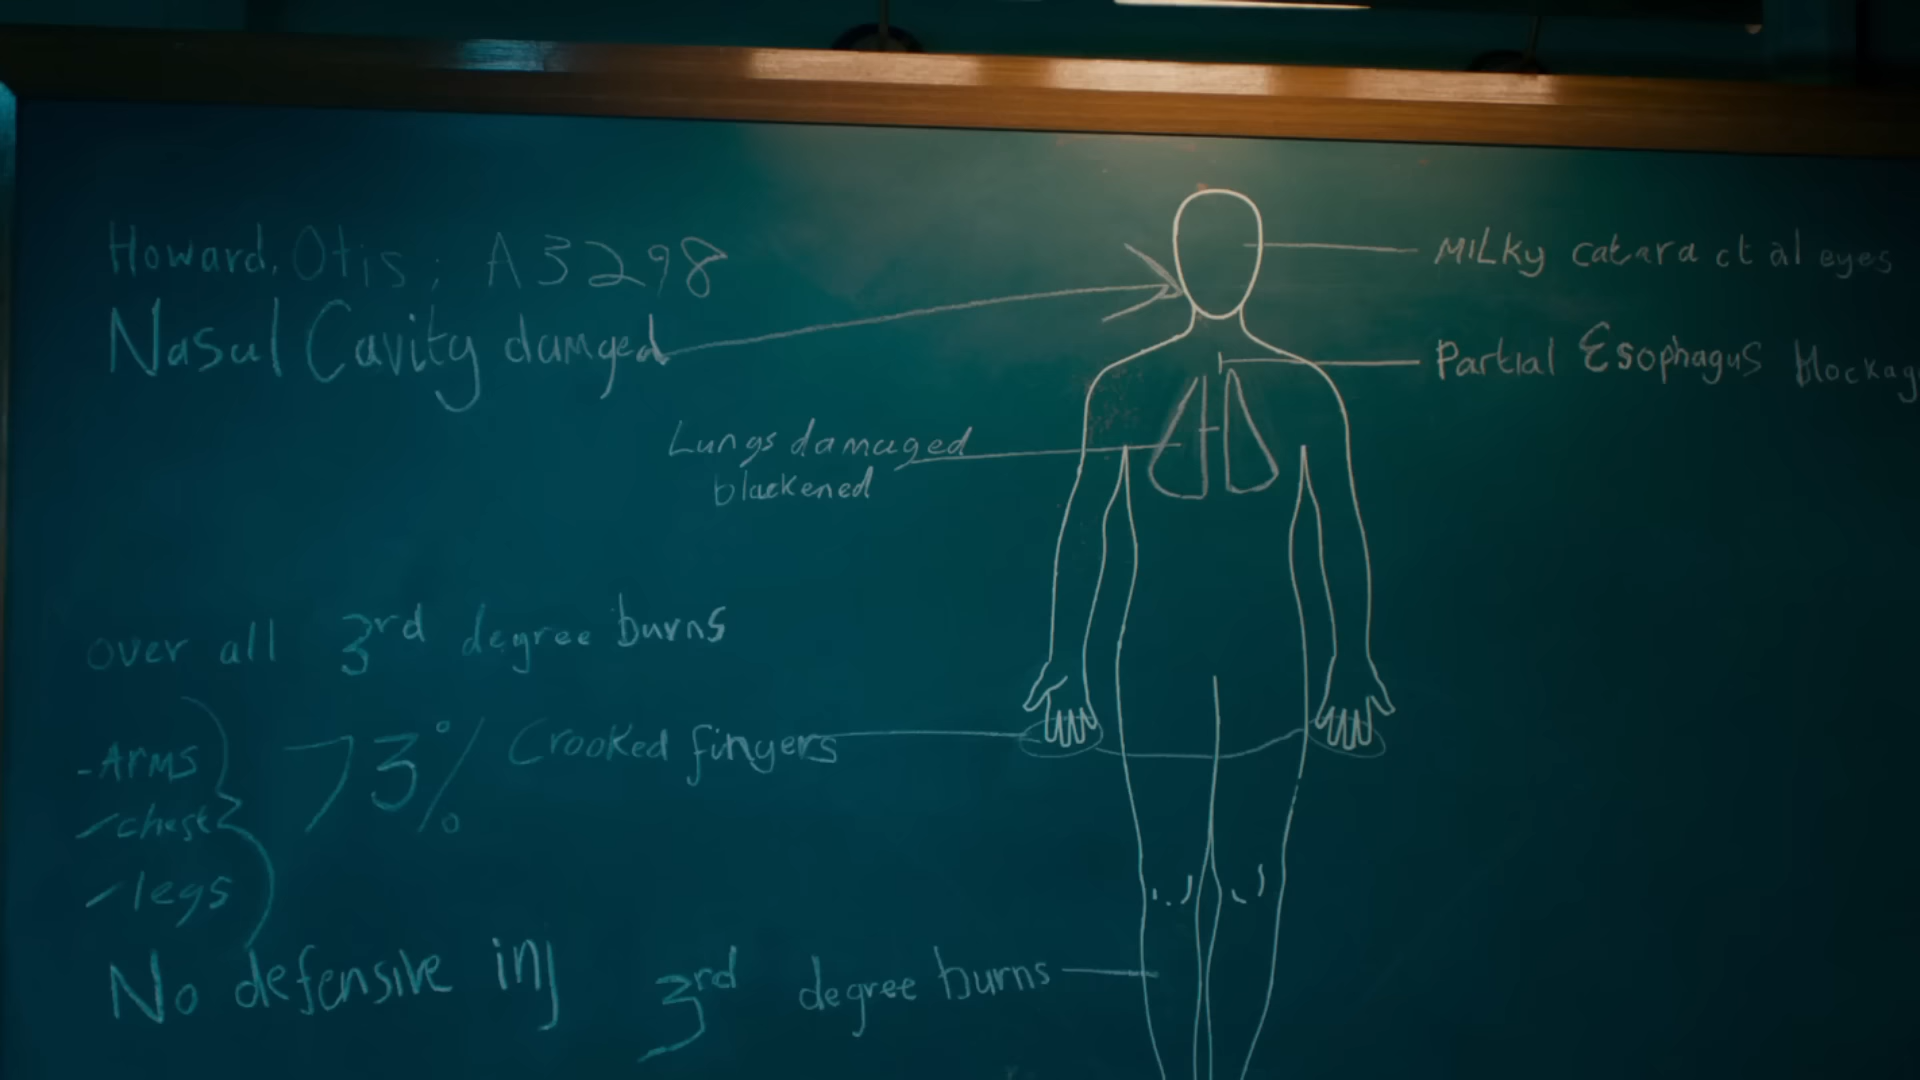 Howard, Otis; A3298
Nasul Cavity damged
Milky cataract al eyes
Partial Esophagus blockag
Lungs damaged
blackened
over all 3rd degree burns
-Arms
-chest
-legs
73%
Crooked fingers
No defensive inj
3rd degree burns